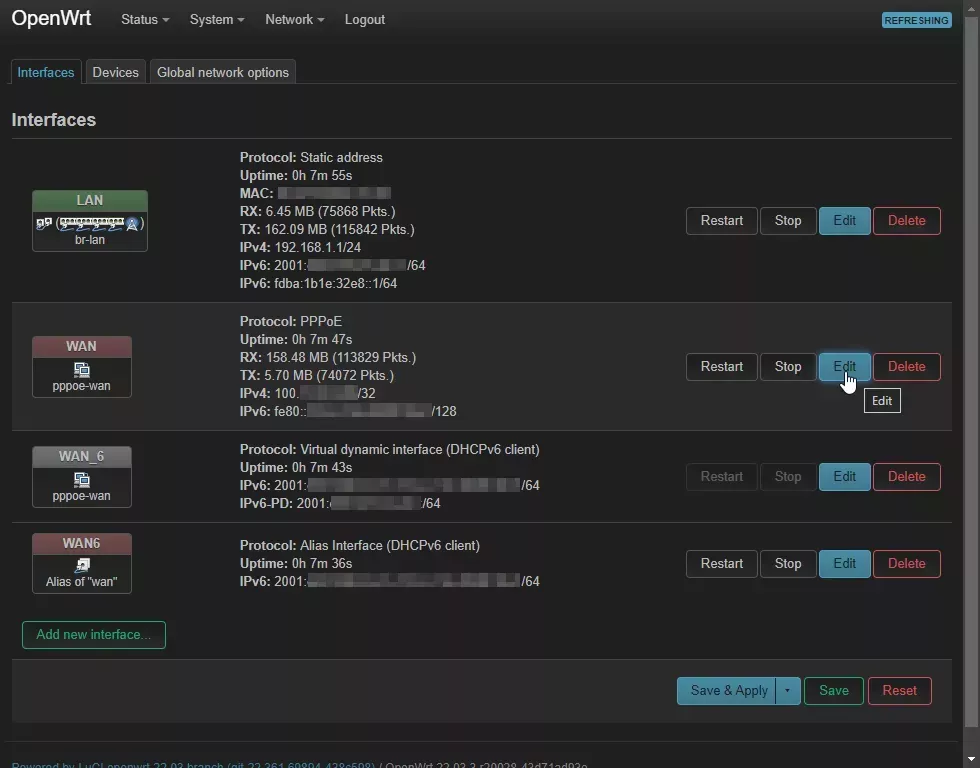 OpenWrt Status System Network Logout REFRESHING
Interfaces Devices Global network options
Interfaces
LAN
br-lan
Protocol: Static address
Uptime: 0h 7m 55s
MAC:
RX: 6.45 MB (75868 Pkts.)
TX: 162.09 MB (115842 Pkts.)
IPv4: 192.168.1.1/24
IPv6: 2001: /64
IPv6: fdba:1b1e:32e8::1/64
Restart Stop Edit Delete
WAN
pppoe-wan
Protocol: PPPoE
Uptime: 0h 7m 47s
RX: 158.48 MB (113829 Pkts.)
TX: 5.70 MB (74072 Pkts.)
IPv4: 100. /32
IPv6: fe80:: /128
Restart Stop Edit Delete
Edit
WAN_6
pppoe-wan
Protocol: Virtual dynamic interface (DHCPv6 client)
Uptime: 0h 7m 43s
IPv6: 2001: /64
IPv6-PD: 2001: /64
Restart Stop Edit Delete
WAN6
Alias of "wan"
Protocol: Alias Interface (DHCPv6 client)
Uptime: 0h 7m 36s
IPv6: 2001: /64
Restart Stop Edit Delete
Add new interface...
Save & Apply Save Reset
Powered by LuCI openwrt-22.03 branch (git-22.361.69894-438c598) / OpenWrt 22.03.3 r20028-43d71ad93e